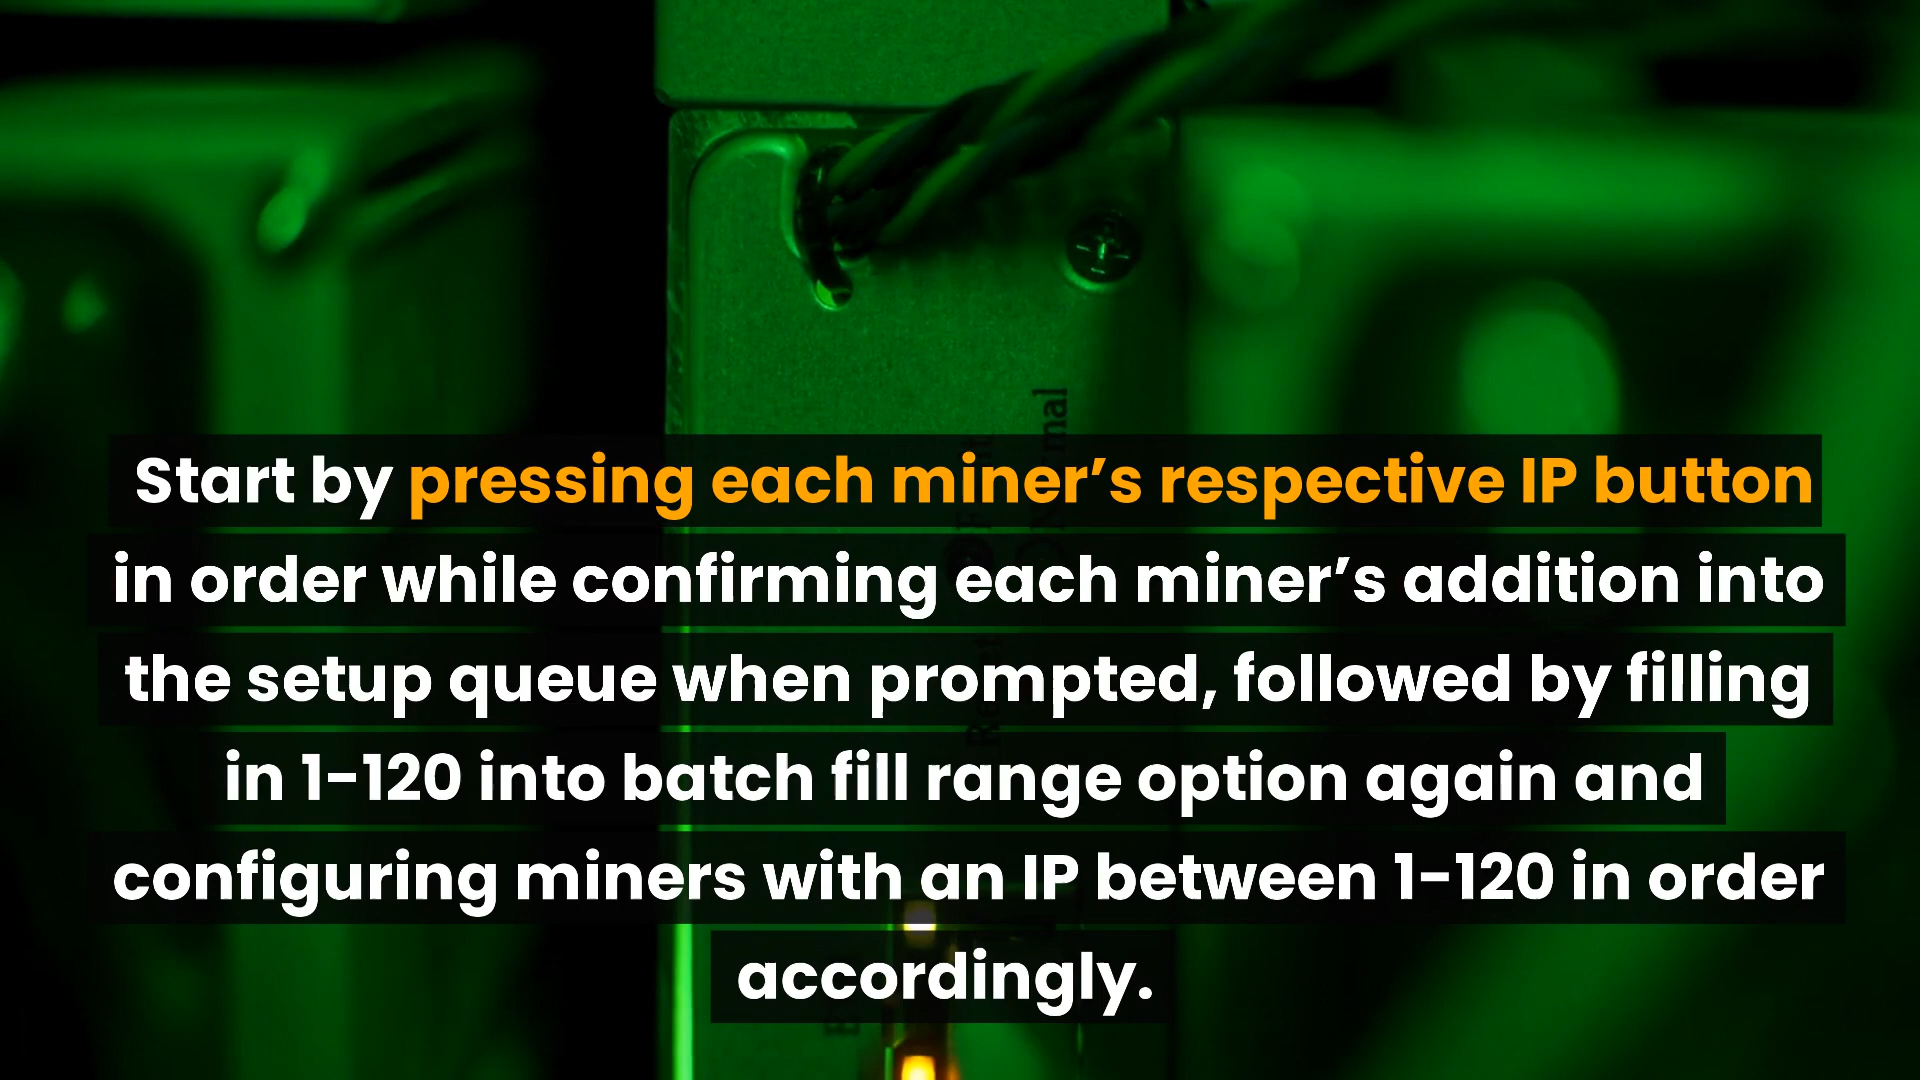 Start by pressing each miner’s respective IP button
in order while confirming each miner’s addition into
the setup queue when prompted, followed by filling
in 1-120 into batch fill range option again and
configuring miners with an IP between 1-120 in order
accordingly.